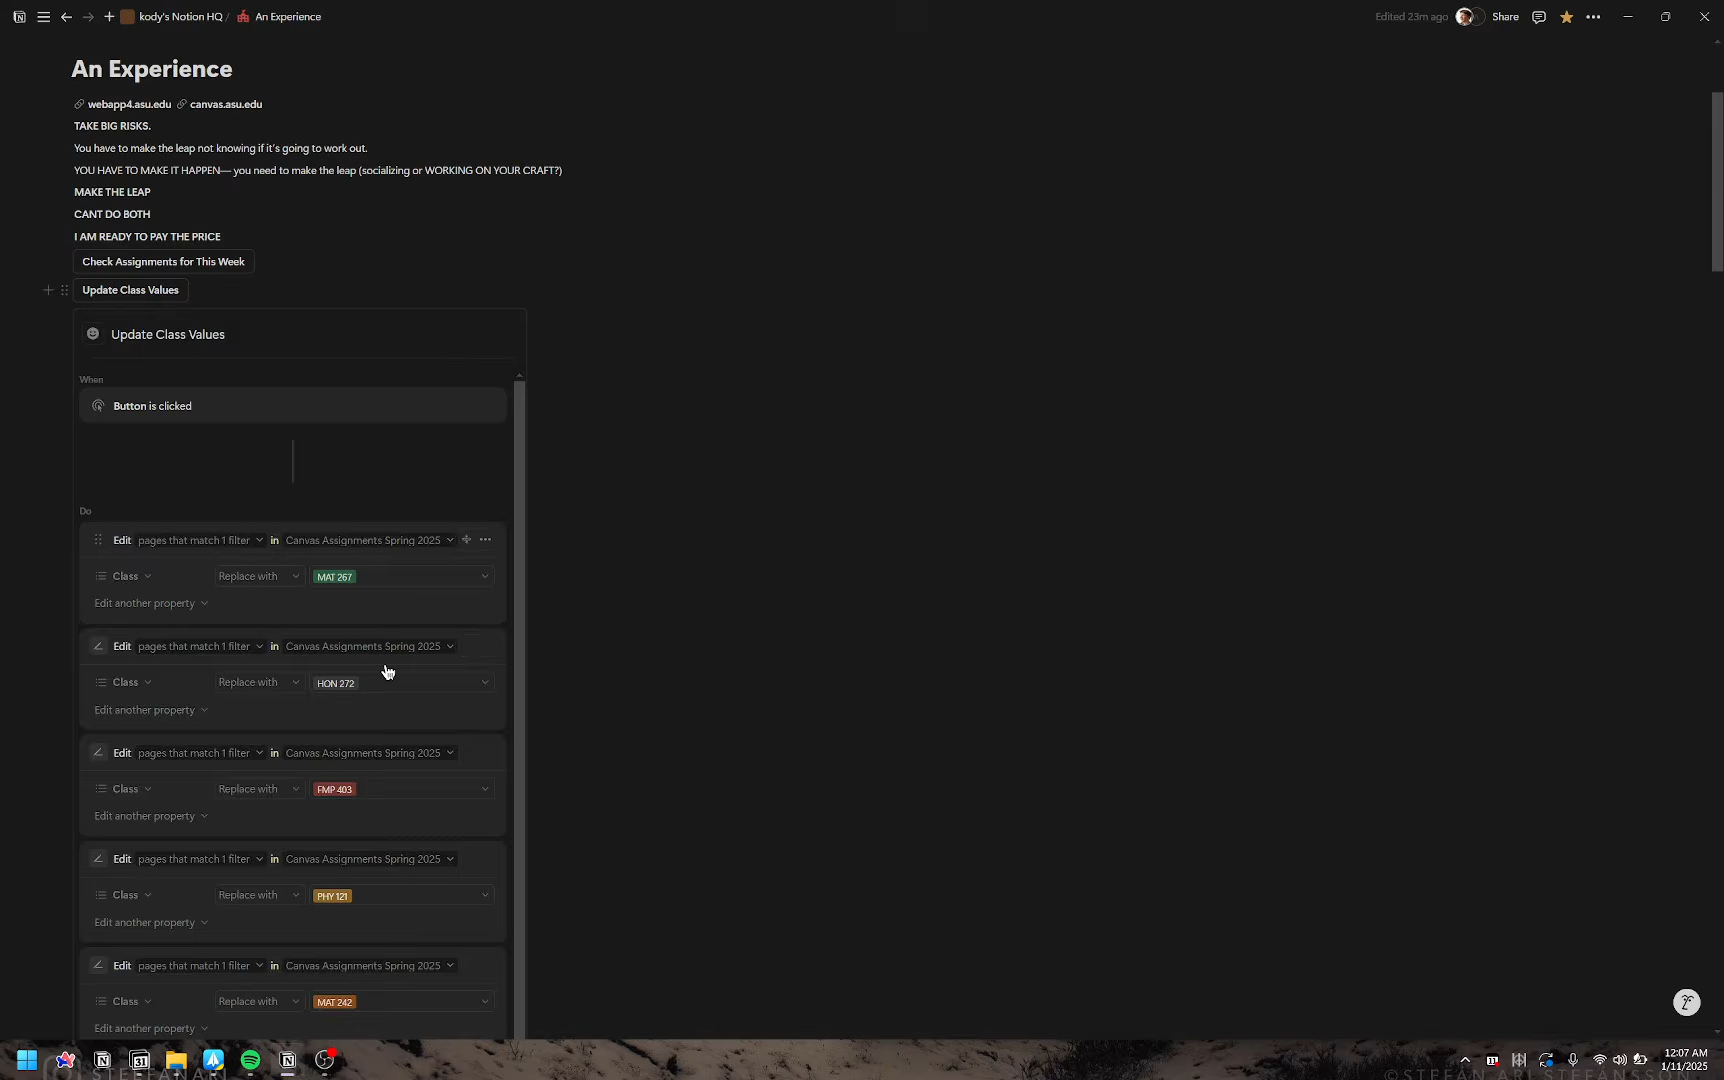 kody's Notion HQ / An Experience
Edited 23m ago Share
An Experience
webapp4.asu.edu canvas.asu.edu
TAKE BIG RISKS.
You have to make the leap not knowing if it's going to work out.
YOU HAVE TO MAKE IT HAPPEN— you need to make the leap (socializing or WORKING ON YOUR CRAFT?)
MAKE THE LEAP
CANT DO BOTH
I AM READY TO PAY THE PRICE
Check Assignments for This Week
Update Class Values
Update Class Values
When
Button is clicked
Do
Edit pages that match 1 filter in Canvas Assignments Spring 2025
Class Replace with MAT 267
Edit another property
Edit pages that match 1 filter in Canvas Assignments Spring 2025
Class Replace with HON 272
Edit another property
Edit pages that match 1 filter in Canvas Assignments Spring 2025
Class Replace with FMP 403
Edit another property
Edit pages that match 1 filter in Canvas Assignments Spring 2025
Class Replace with PHY 121
Edit another property
Edit pages that match 1 filter in Canvas Assignments Spring 2025
Class Replace with MAT 242
Edit another property
31
12:07 AM
1/11/2025